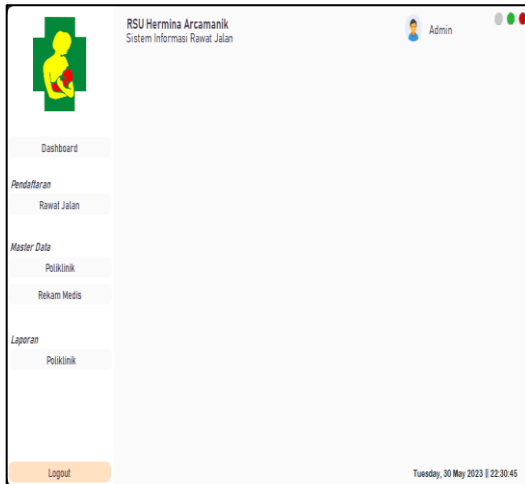 RSU Hermina Arcamanik
Sistem Informasi Rawat Jalan
Admin
Dashboard
Pendaftaran
Rawat Jalan
Master Data
Poliklinik
Rekam Medis
Laporan
Poliklinik
Logout
Tuesday, 30 May 2023 || 22:30:45